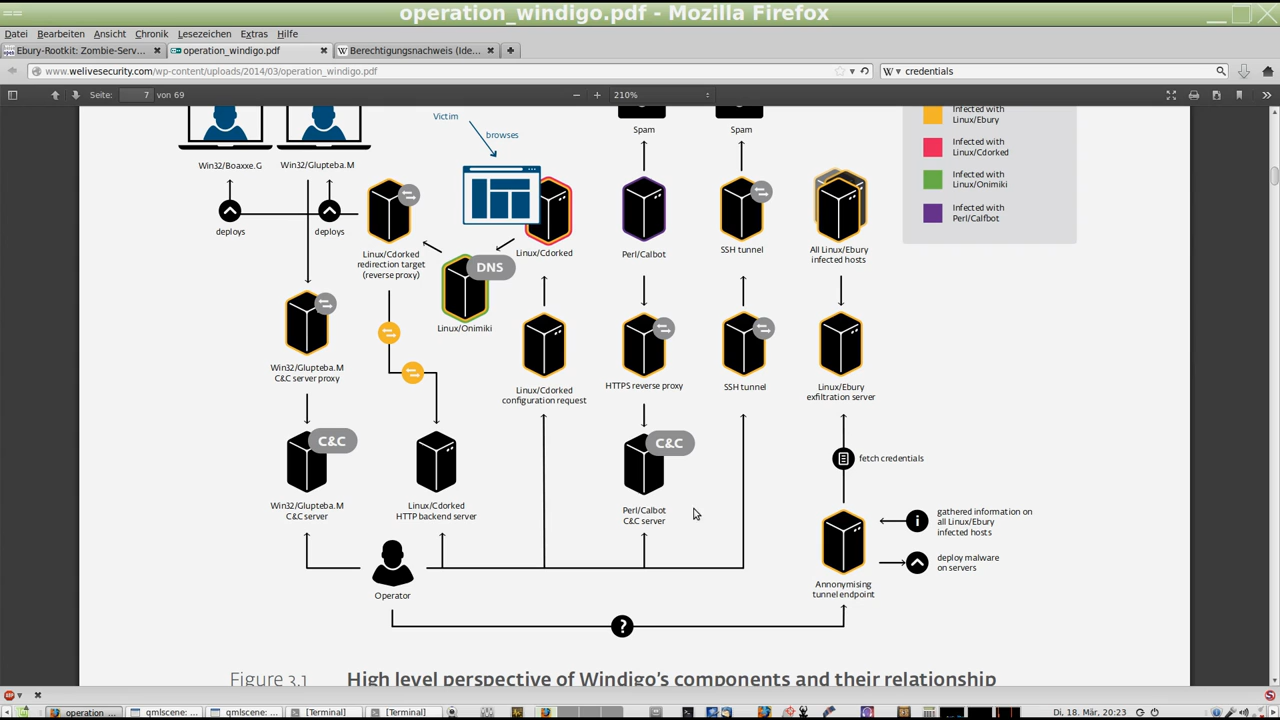 operation_windigo.pdf - Mozilla Firefox
Datei Bearbeiten Ansicht Chronik Lesezeichen Extras Hilfe
Ebury-Rootkit: Zombie-Serv... operation_windigo.pdf Berechtigungsnachweis (Ide...
www.welivesecurity.com/wp-content/uploads/2014/03/operation_windigo.pdf
credentials
Seite: 7 von 69
210%
Victim
browses
Spam
Spam
Infected with
Linux/Ebury
Infected with
Linux/Cdorked
Infected with
Linux/Onimiki
Infected with
Perl/Calfbot
Win32/Boaxxe.G
Win32/Glupteba.M
deploys
deploys
Linux/Cdorked
redirection target
(reverse proxy)
Linux/Cdorked
DNS
Linux/Onimiki
Perl/Calbot
SSH tunnel
All Linux/Ebury
infected hosts
Win32/Glupteba.M
C&C server proxy
Linux/Cdorked
configuration request
HTTPS reverse proxy
SSH tunnel
Linux/Ebury
exfiltration server
C&C
Win32/Glupteba.M
C&C server
Linux/Cdorked
HTTP backend server
C&C
Perl/Calbot
C&C server
fetch credentials
i
gathered information on
all Linux/Ebury
infected hosts
deploy malware
on servers
Operator
Annonymising
tunnel endpoint
?
Figure 3.1 High level perspective of Windigo's components and their relationship
operation ... qmlscene: ... qmlscene: ... [Terminal] [Terminal]
Di, 18. Mär, 20:23